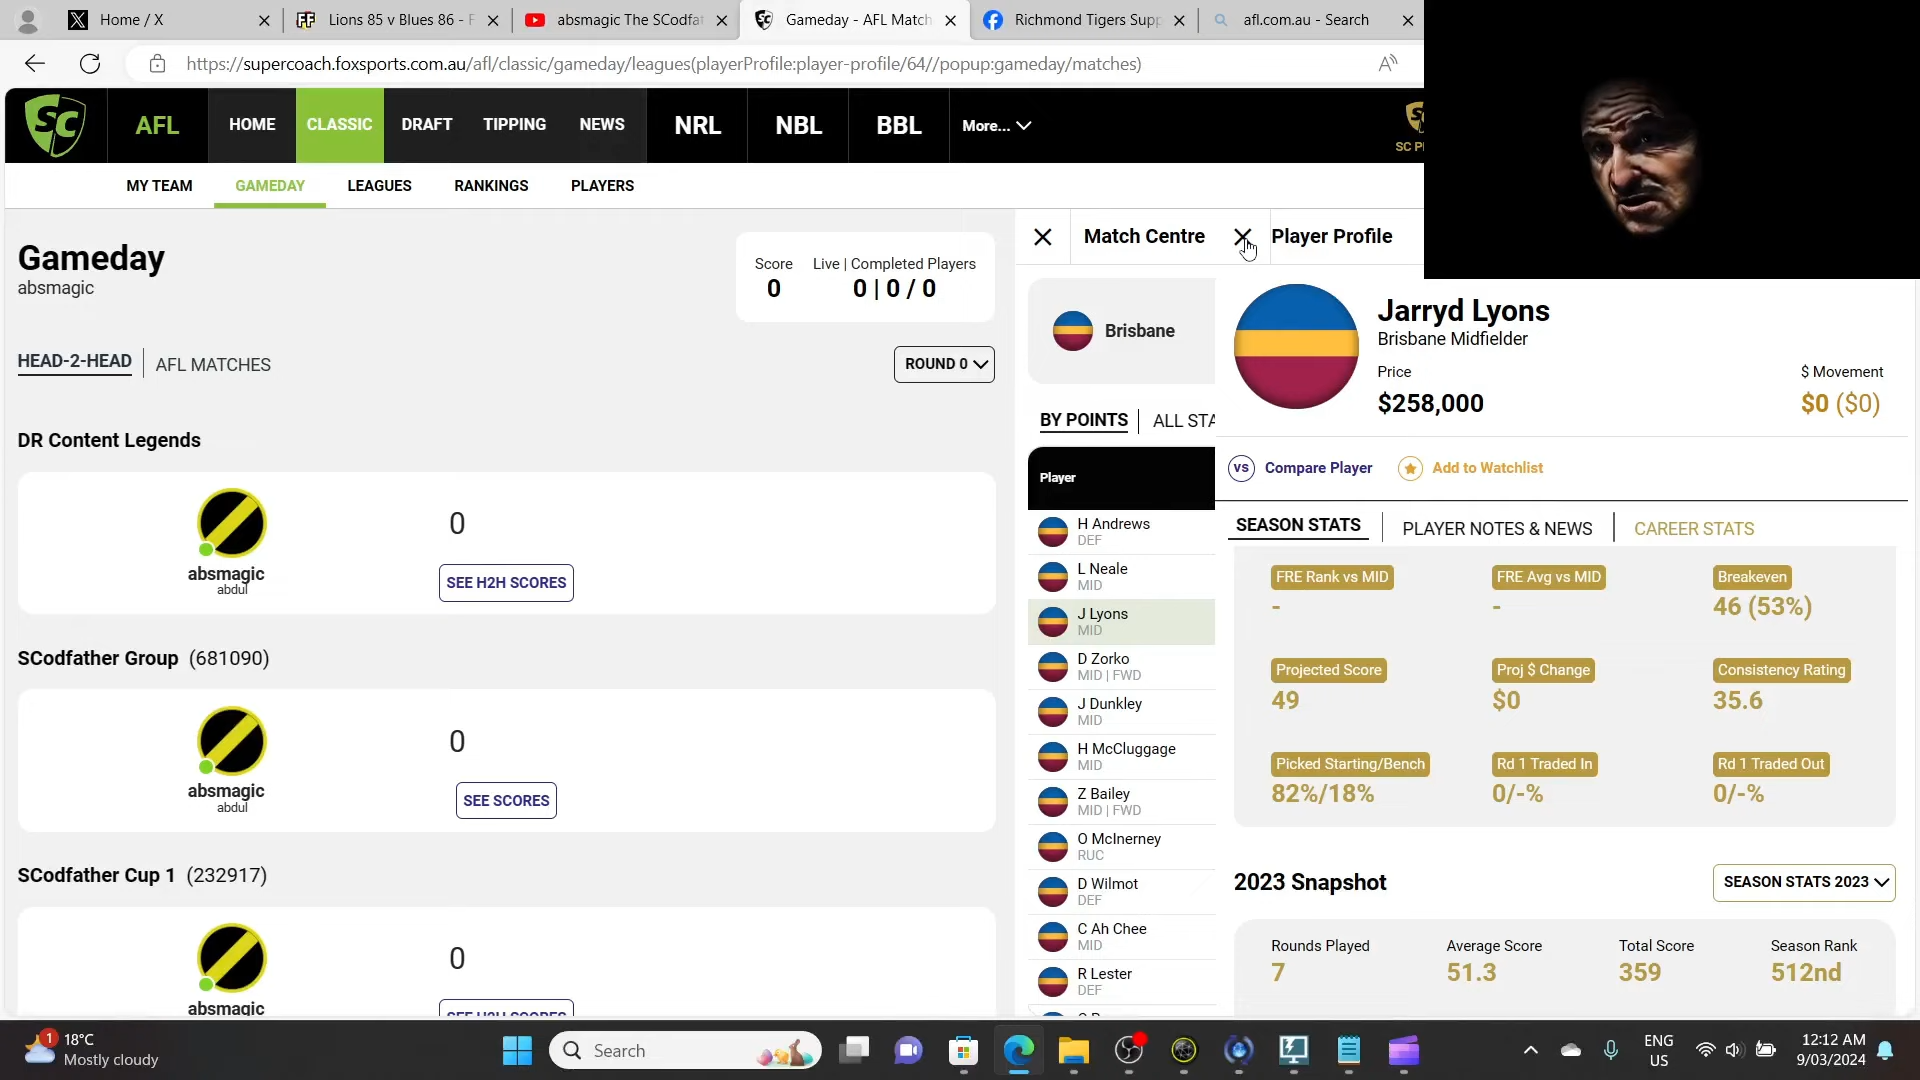 Home / X
Lions 85 v Blues 86 - F
absmagic The SCodfat
Gameday - AFL Match
Richmond Tigers Supp
afl.com.au - Search
https://supercoach.foxsports.com.au/afl/classic/gameday/leagues(playerProfile:player-profile/64//popup:gameday/matches)
SC
AFL
HOME
CLASSIC
DRAFT
TIPPING
NEWS
NRL
NBL
BBL
More...
SC
SC P
MY TEAM
GAMEDAY
LEAGUES
RANKINGS
PLAYERS
Gameday
absmagic
Score
0
Live | Completed Players
0 | 0 / 0
HEAD-2-HEAD
AFL MATCHES
ROUND 0
DR Content Legends
absmagic
abdul
0
SEE H2H SCORES
SCodfather Group (681090)
absmagic
abdul
0
SEE SCORES
SCodfather Cup 1 (232917)
absmagic
0
SEE H2H SCORES
Match Centre
Brisbane
BY POINTS
ALL STA
Player
H Andrews
DEF
L Neale
MID
J Lyons
MID
D Zorko
MID | FWD
J Dunkley
MID
H McCluggage
MID
Z Bailey
MID | FWD
O McInerney
RUC
D Wilmot
DEF
C Ah Chee
MID
R Lester
DEF
Player Profile
Jarryd Lyons
Brisbane Midfielder
Price
$258,000
$ Movement
$0 ($0)
VS Compare Player
Add to Watchlist
SEASON STATS
PLAYER NOTES & NEWS
CAREER STATS
FRE Rank vs MID
-
FRE Avg vs MID
-
Breakeven
46 (53%)
Projected Score
49
Proj $ Change
$0
Consistency Rating
35.6
Picked Starting/Bench
82%/18%
Rd 1 Traded In
0/-%
Rd 1 Traded Out
0/-%
2023 Snapshot
SEASON STATS 2023
Rounds Played
7
Average Score
51.3
Total Score
359
Season Rank
512nd
1
18°C
Mostly cloudy
Search
ENG
US
12:12 AM
9/03/2024